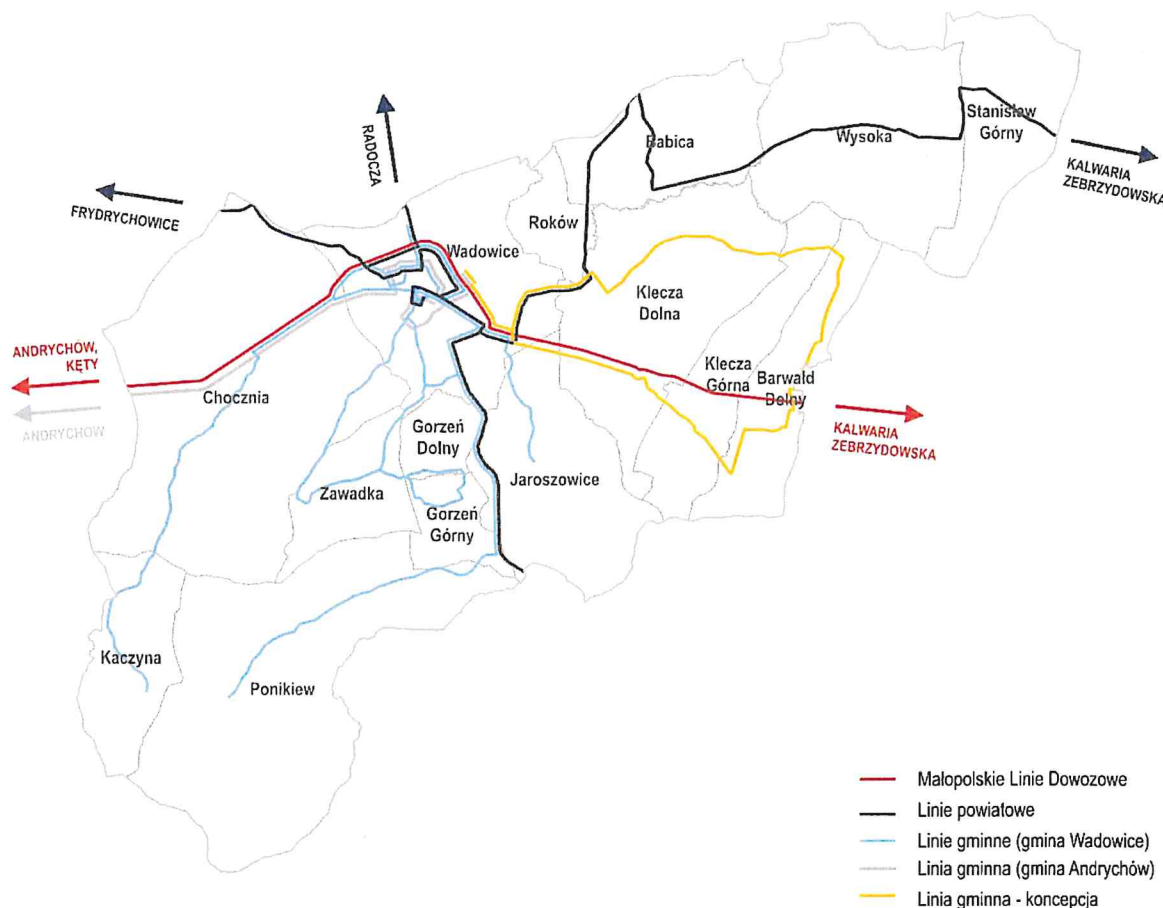 RADOCZA
FRYDRYCHOWICE
Babica
Wysoka
Stanisław
Górny
KALWARIA
ZEBRZYDOWSKA
Roków
Wadowice
Klecza
Dolna
ANDRYCHÓW,
KĘTY
Chocznia
ANDRYCHÓW
Klecza
Górna
Barwałd
Dolny
KALWARIA
ZEBRZYDOWSKA
Gorzeń
Dolny
Jaroszowice
Zawadka
Gorzeń
Górny
Kaczyna
Ponikiew
Małopolskie Linie Dowozowe
Linie powiatowe
Linie gminne (gmina Wadowice)
Linia gminna (gmina Andrychów)
Linia gminna - koncepcja